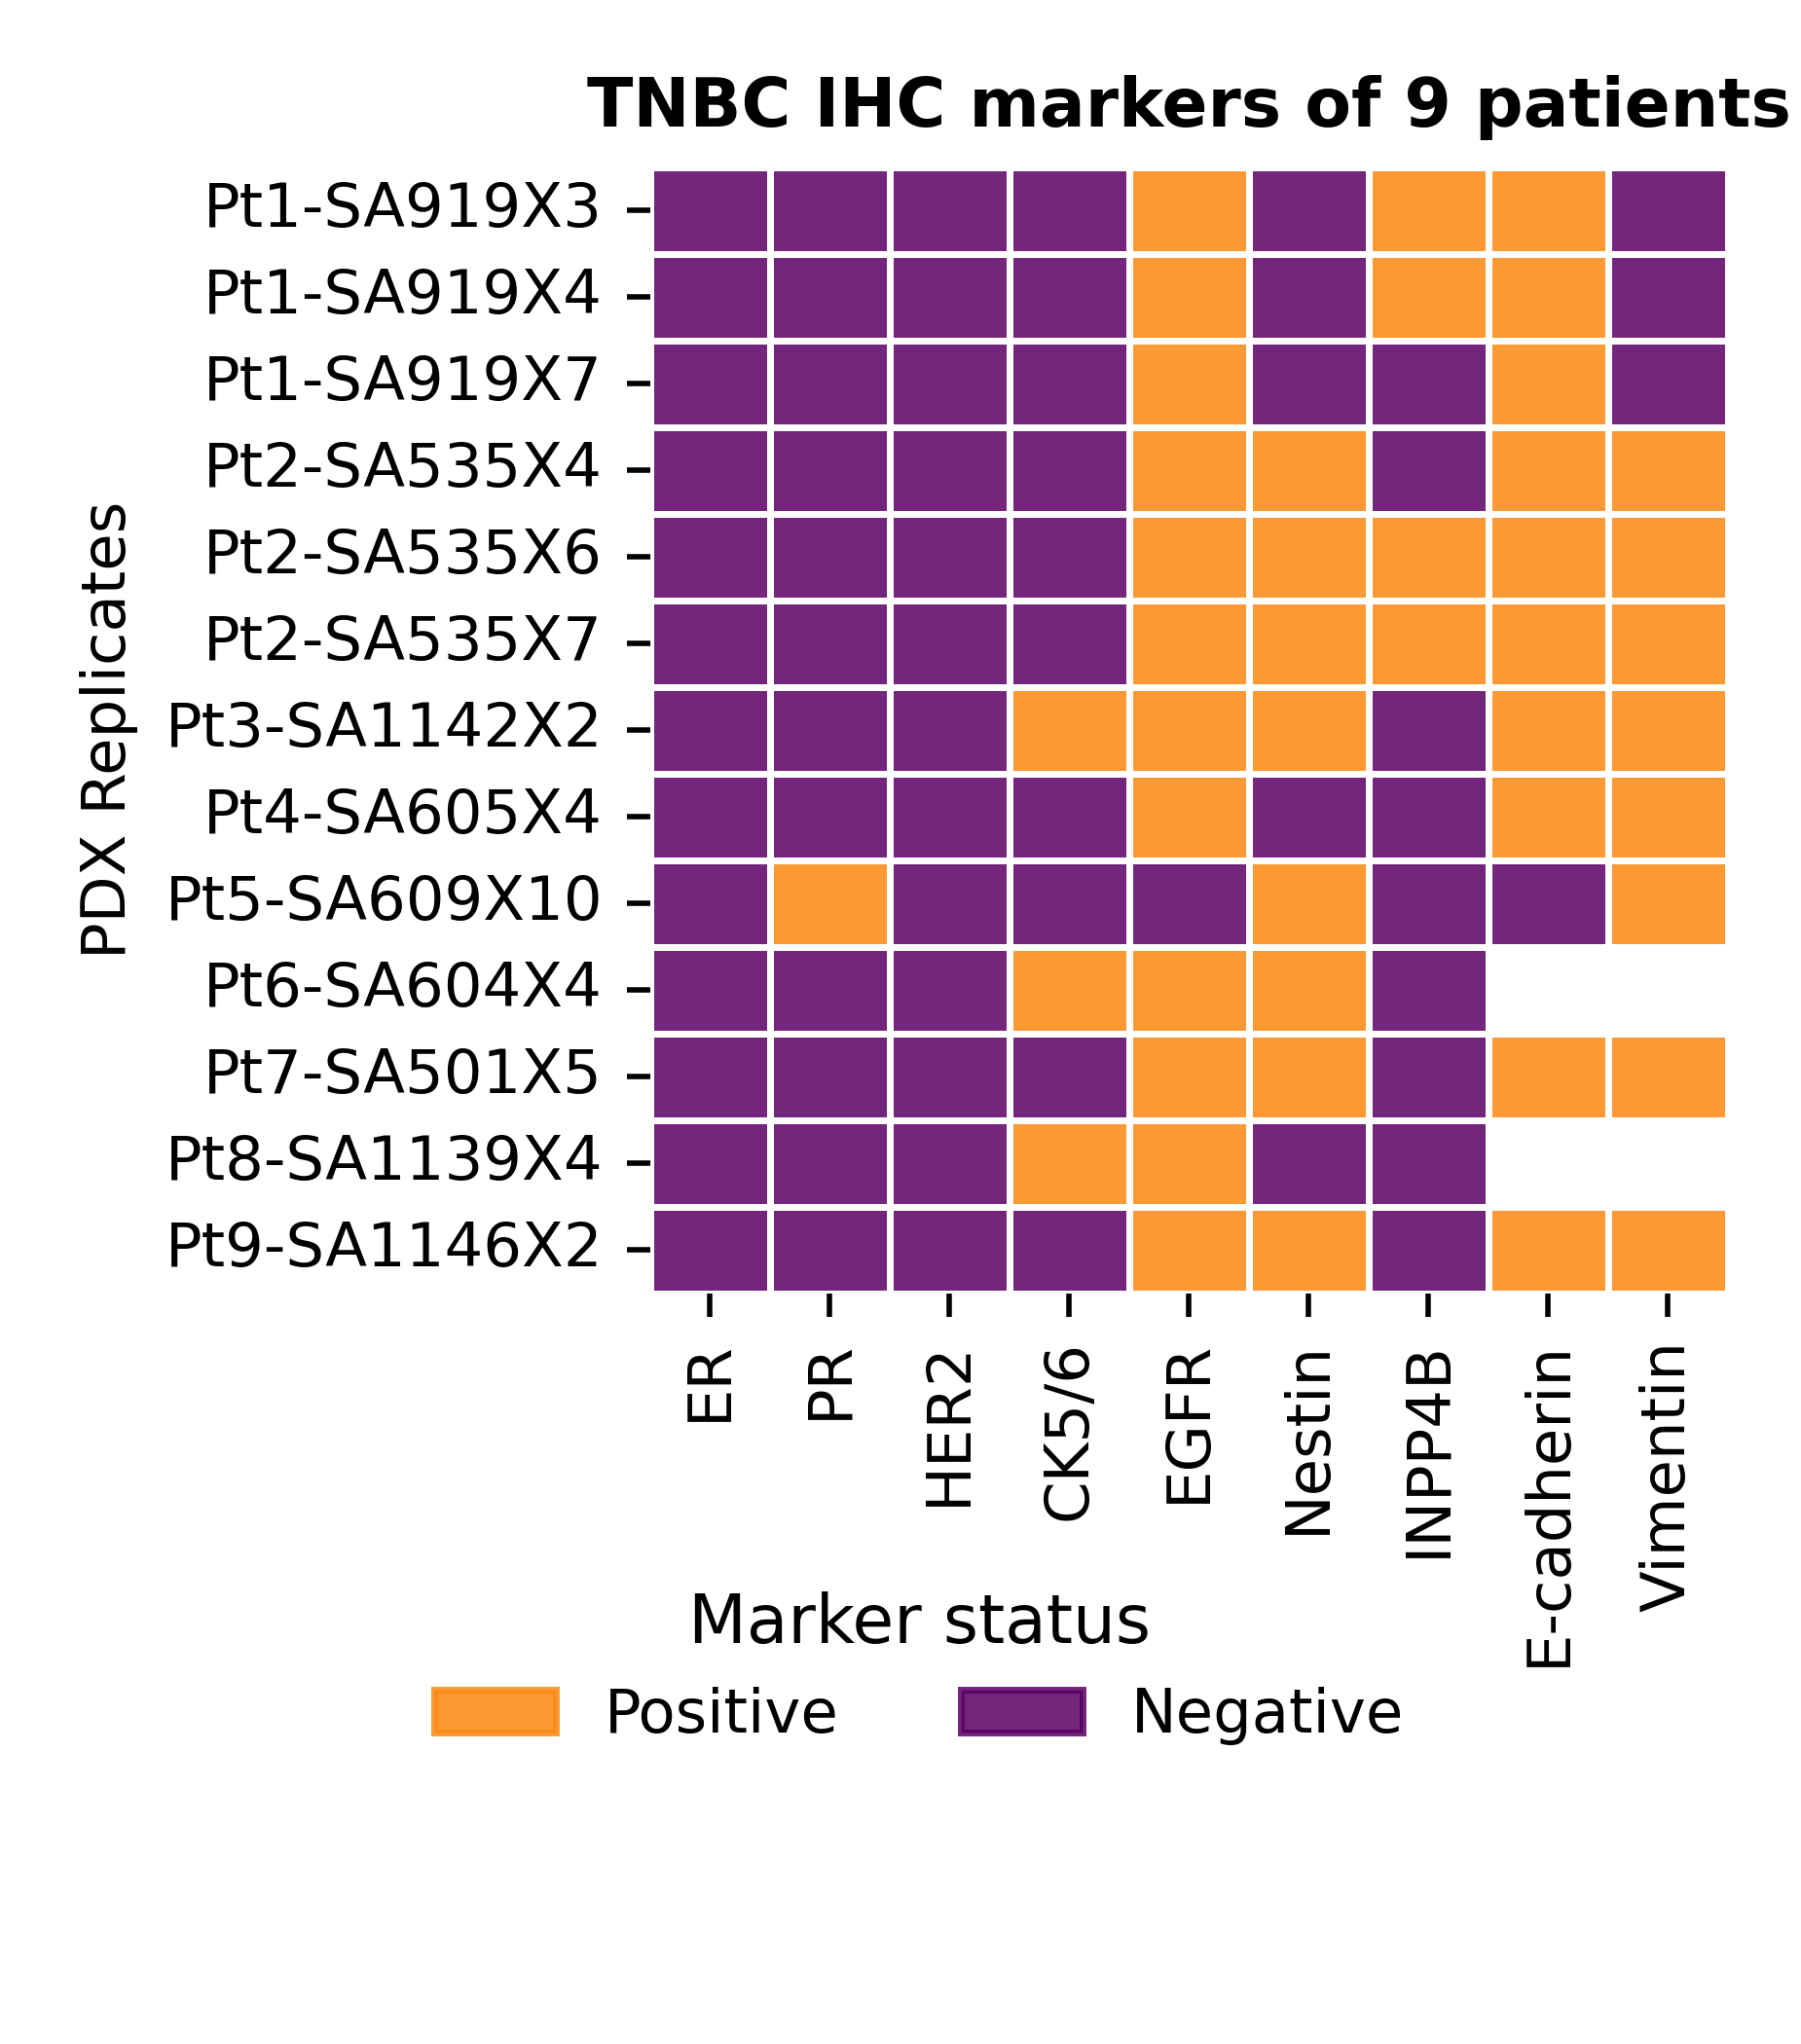 TNBC IHC markers of 9 patients
PDX Replicates
Pt1-SA919X3
Pt1-SA919X4
Pt1-SA919X7
Pt2-SA535X4
Pt2-SA535X6
Pt2-SA535X7
Pt3-SA1142X2
Pt4-SA605X4
Pt5-SA609X10
Pt6-SA604X4
Pt7-SA501X5
Pt8-SA1139X4
Pt9-SA1146X2
ER
PR
HER2
CK5/6
EGFR
Nestin
INPP4B
E-cadherin
Vimentin
Marker status
Positive
Negative